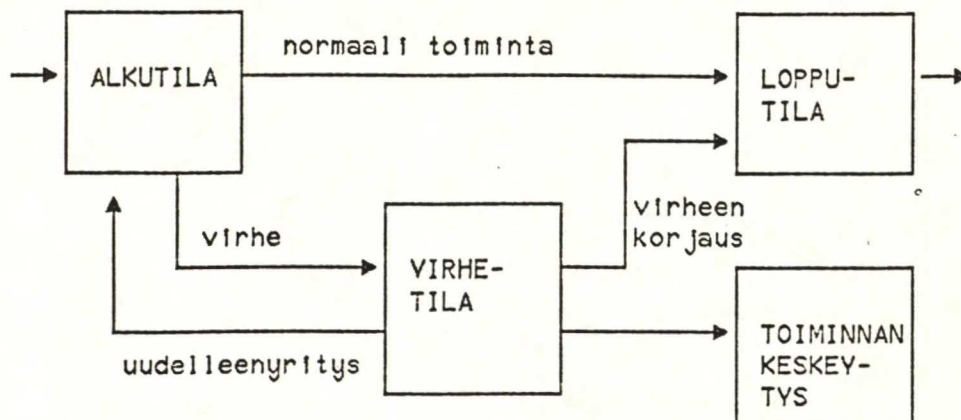 normaali toiminta
ALKUTILA
LOPPU-
TILA
virhe
virheen
korjaus
VIRHE-
TILA
uudelleenyritys
TOIMINNAN
KESKEY-
TYS